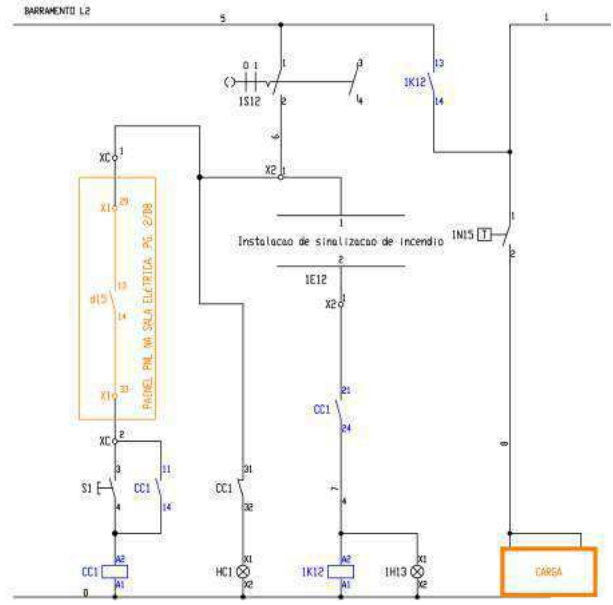 BARRAMENTO L2
5
1
0 1
1
3
13
1S12
2
4
1K12
14
6
XC 1
X2 1
X1 20
1
Instalacao de sinalizacao de incendio
1N15 T
1
2
2
1E12
13
d15
14
PAINEL PNL NA SALA ELETRICA. PG. 2/D8
X2 1
X1 33
21
CC1
24
XC 2
8
3
11
31
S1
CC1
CC1
7
4
14
32
4
A2
X1
A2
X1
CC1
HC1
1K12
1H13
CARGA
A1
X2
A1
X2
0